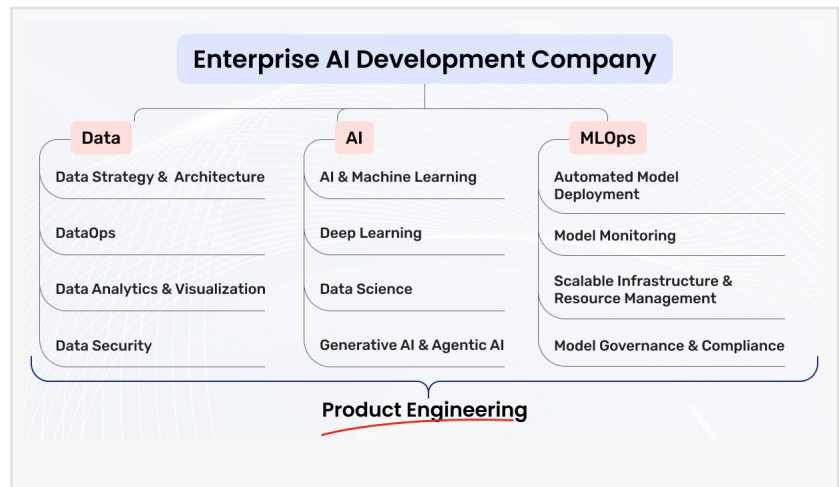 Enterprise AI Development Company
Data
Data Strategy & Architecture
DataOps
Data Analytics & Visualization
Data Security
AI
AI & Machine Learning
Deep Learning
Data Science
Generative AI & Agentic AI
MLOps
Automated Model
Deployment
Model Monitoring
Scalable Infrastructure &
Resource Management
Model Governance & Compliance
Product Engineering